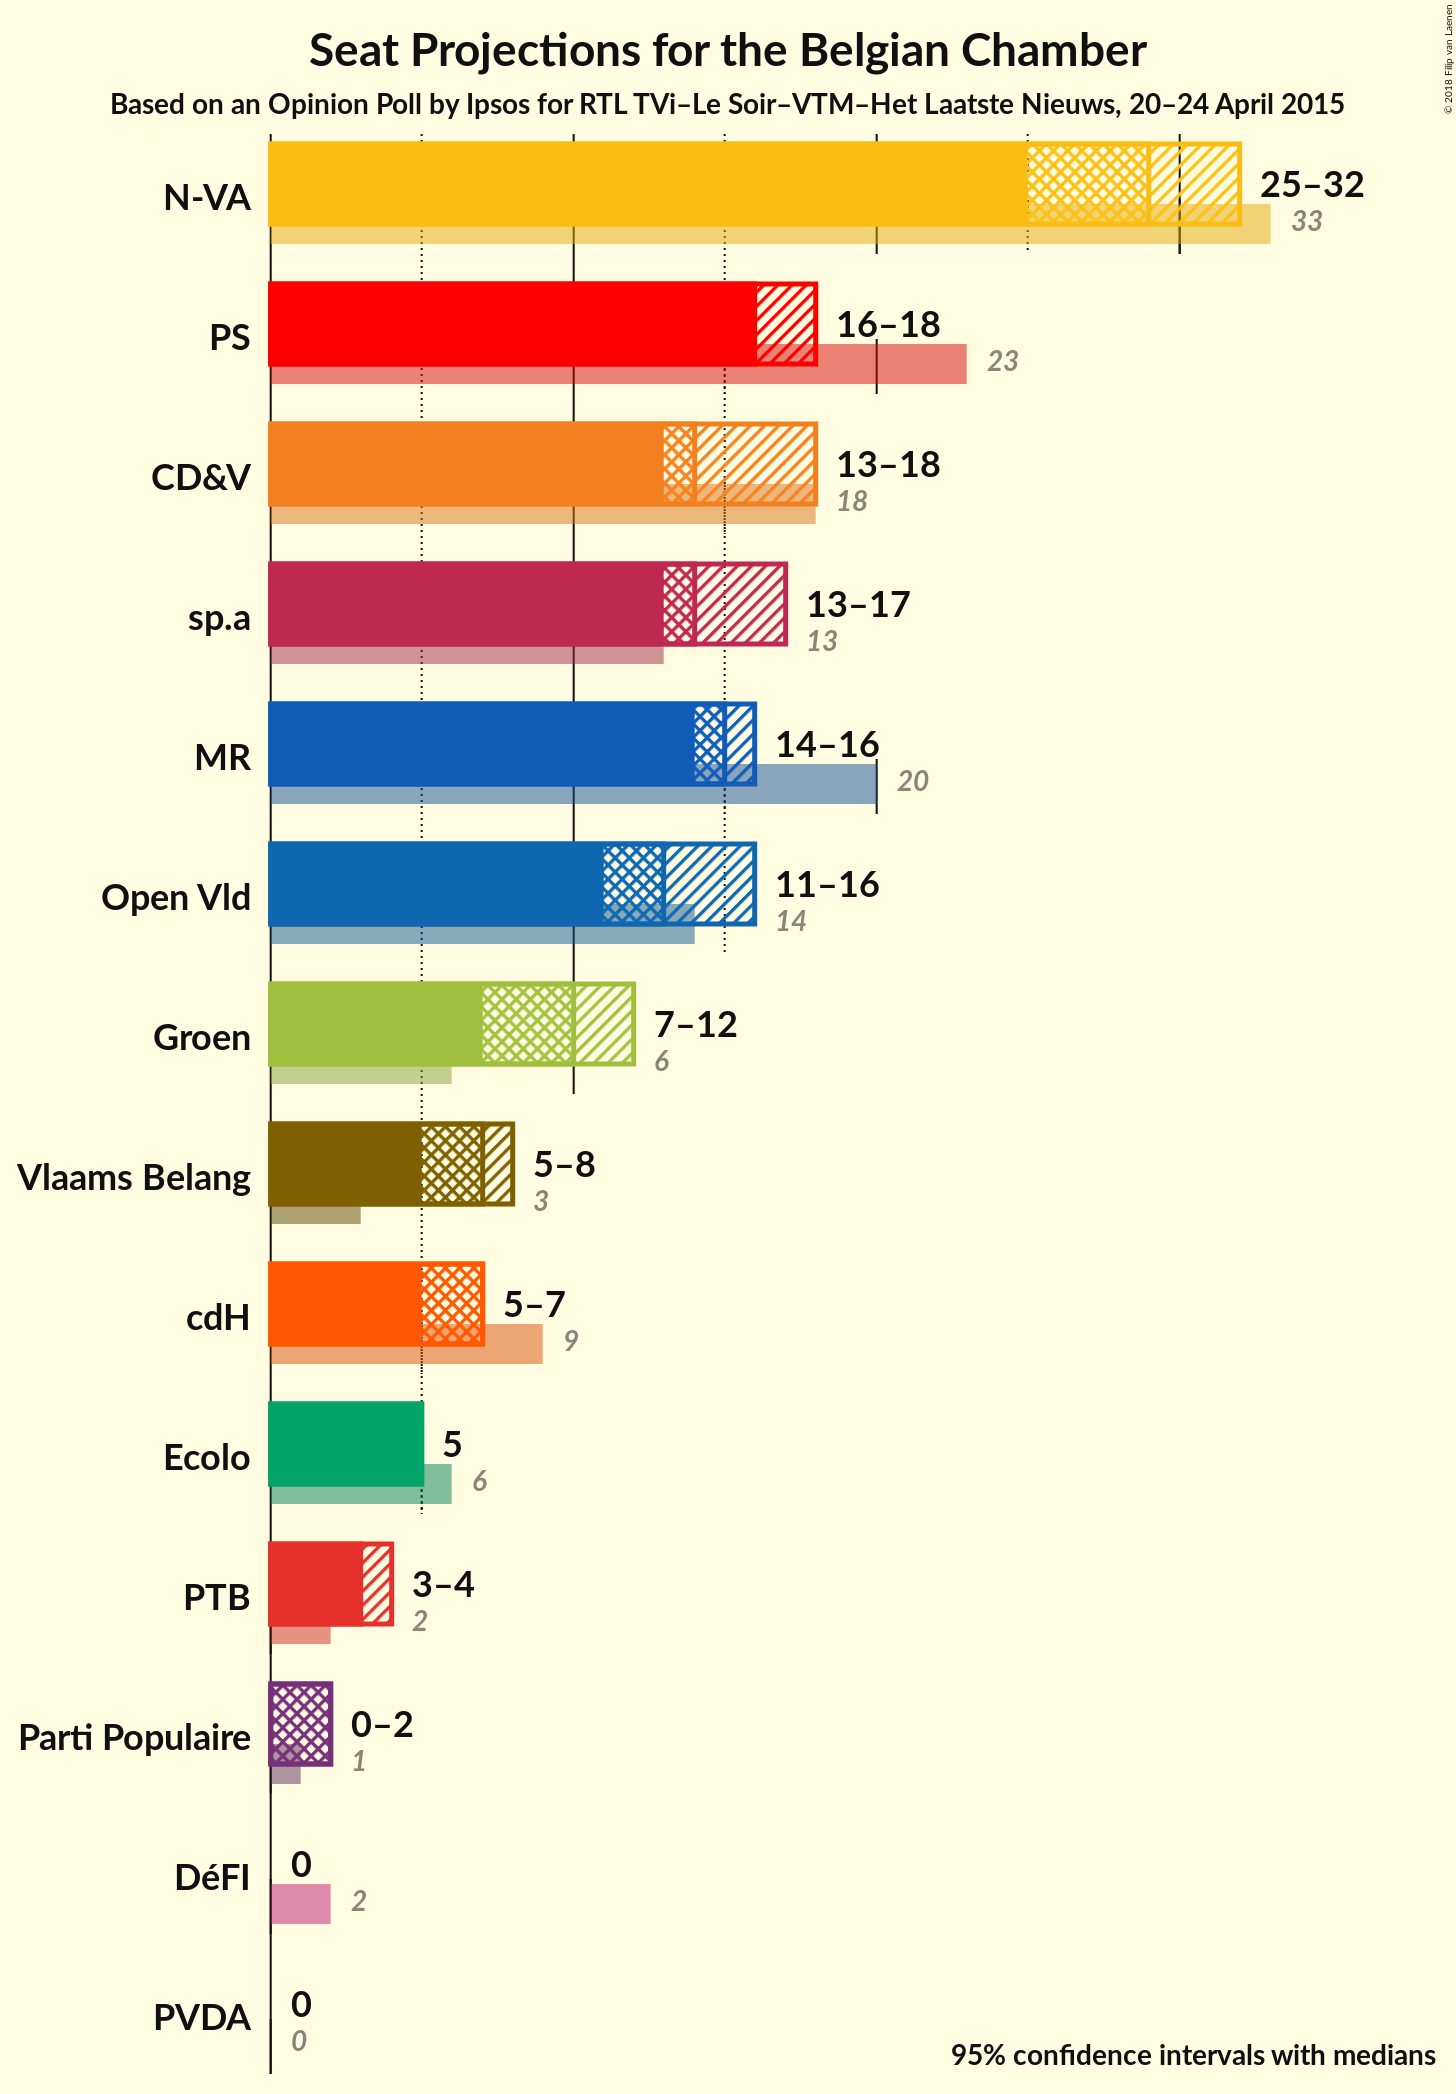 Seat Projections for the Belgian Chamber
Based on an Opinion Poll by Ipsos for RTL TVi–Le Soir–VTM–Het Laatste Nieuws, 20–24 April 2015
© 2018 Filip van Laenen
N-VA
25–32
33
PS
16–18
23
CD&V
13–18
18
sp.a
13–17
13
MR
14–16
20
Open Vld
11–16
14
Groen
7–12
6
Vlaams Belang
5–8
3
cdH
5–7
9
Ecolo
5
6
PTB
3–4
2
Parti Populaire
0–2
1
DéFI
0
2
PVDA
0
0
95% confidence intervals with medians